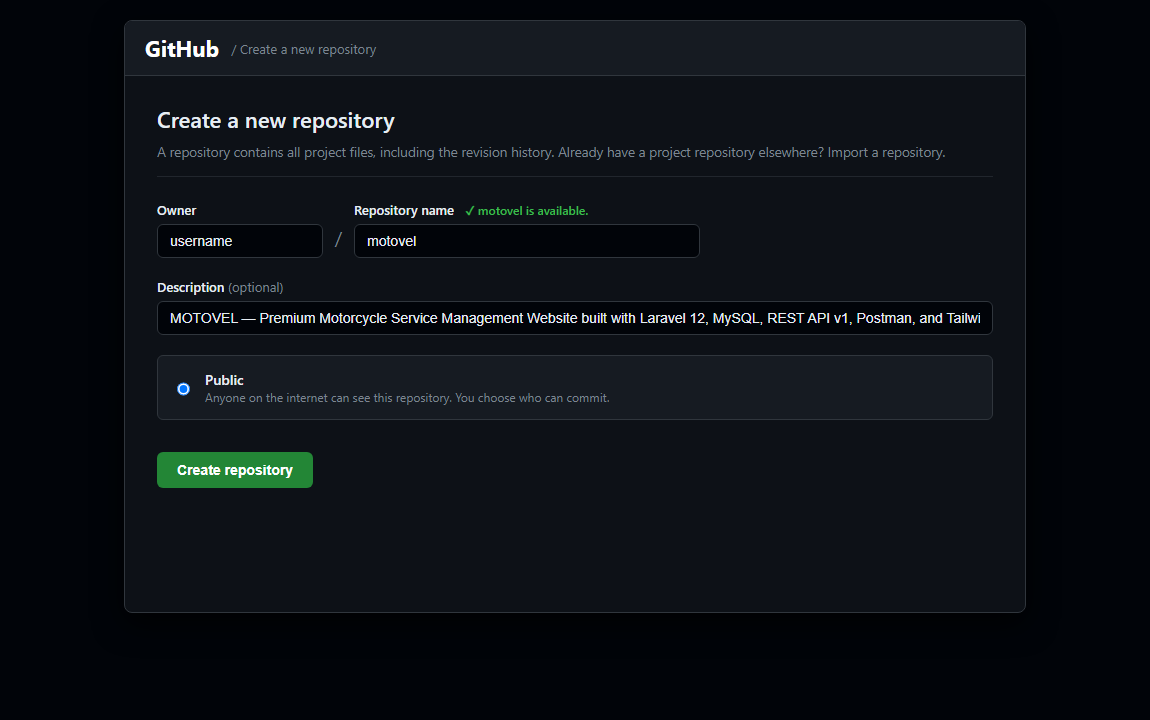 GitHub / Create a new repository
Create a new repository
A repository contains all project files, including the revision history. Already have a project repository elsewhere? Import a repository.
Owner Repository name ✓ motovel is available.
username / motovel
Description (optional)
MOTOVEL — Premium Motorcycle Service Management Website built with Laravel 12, MySQL, REST API v1, Postman, and Tailwi
Public
Anyone on the internet can see this repository. You choose who can commit.
Create repository